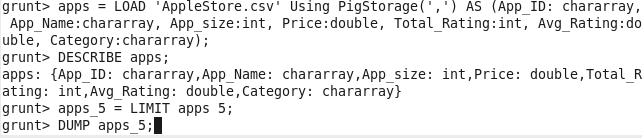 grunt> apps = LOAD 'AppleStore.csv' Using PigStorage(',') AS (App_ID: chararray,
 App_Name:chararray, App_size:int, Price:double, Total_Rating:int, Avg_Rating:do
uble, Category:chararray);
grunt> DESCRIBE apps;
apps: {App_ID: chararray,App_Name: chararray,App_size: int,Price: double,Total_R
ating: int,Avg_Rating: double,Category: chararray}
grunt> apps_5 = LIMIT apps 5;
grunt> DUMP apps_5;